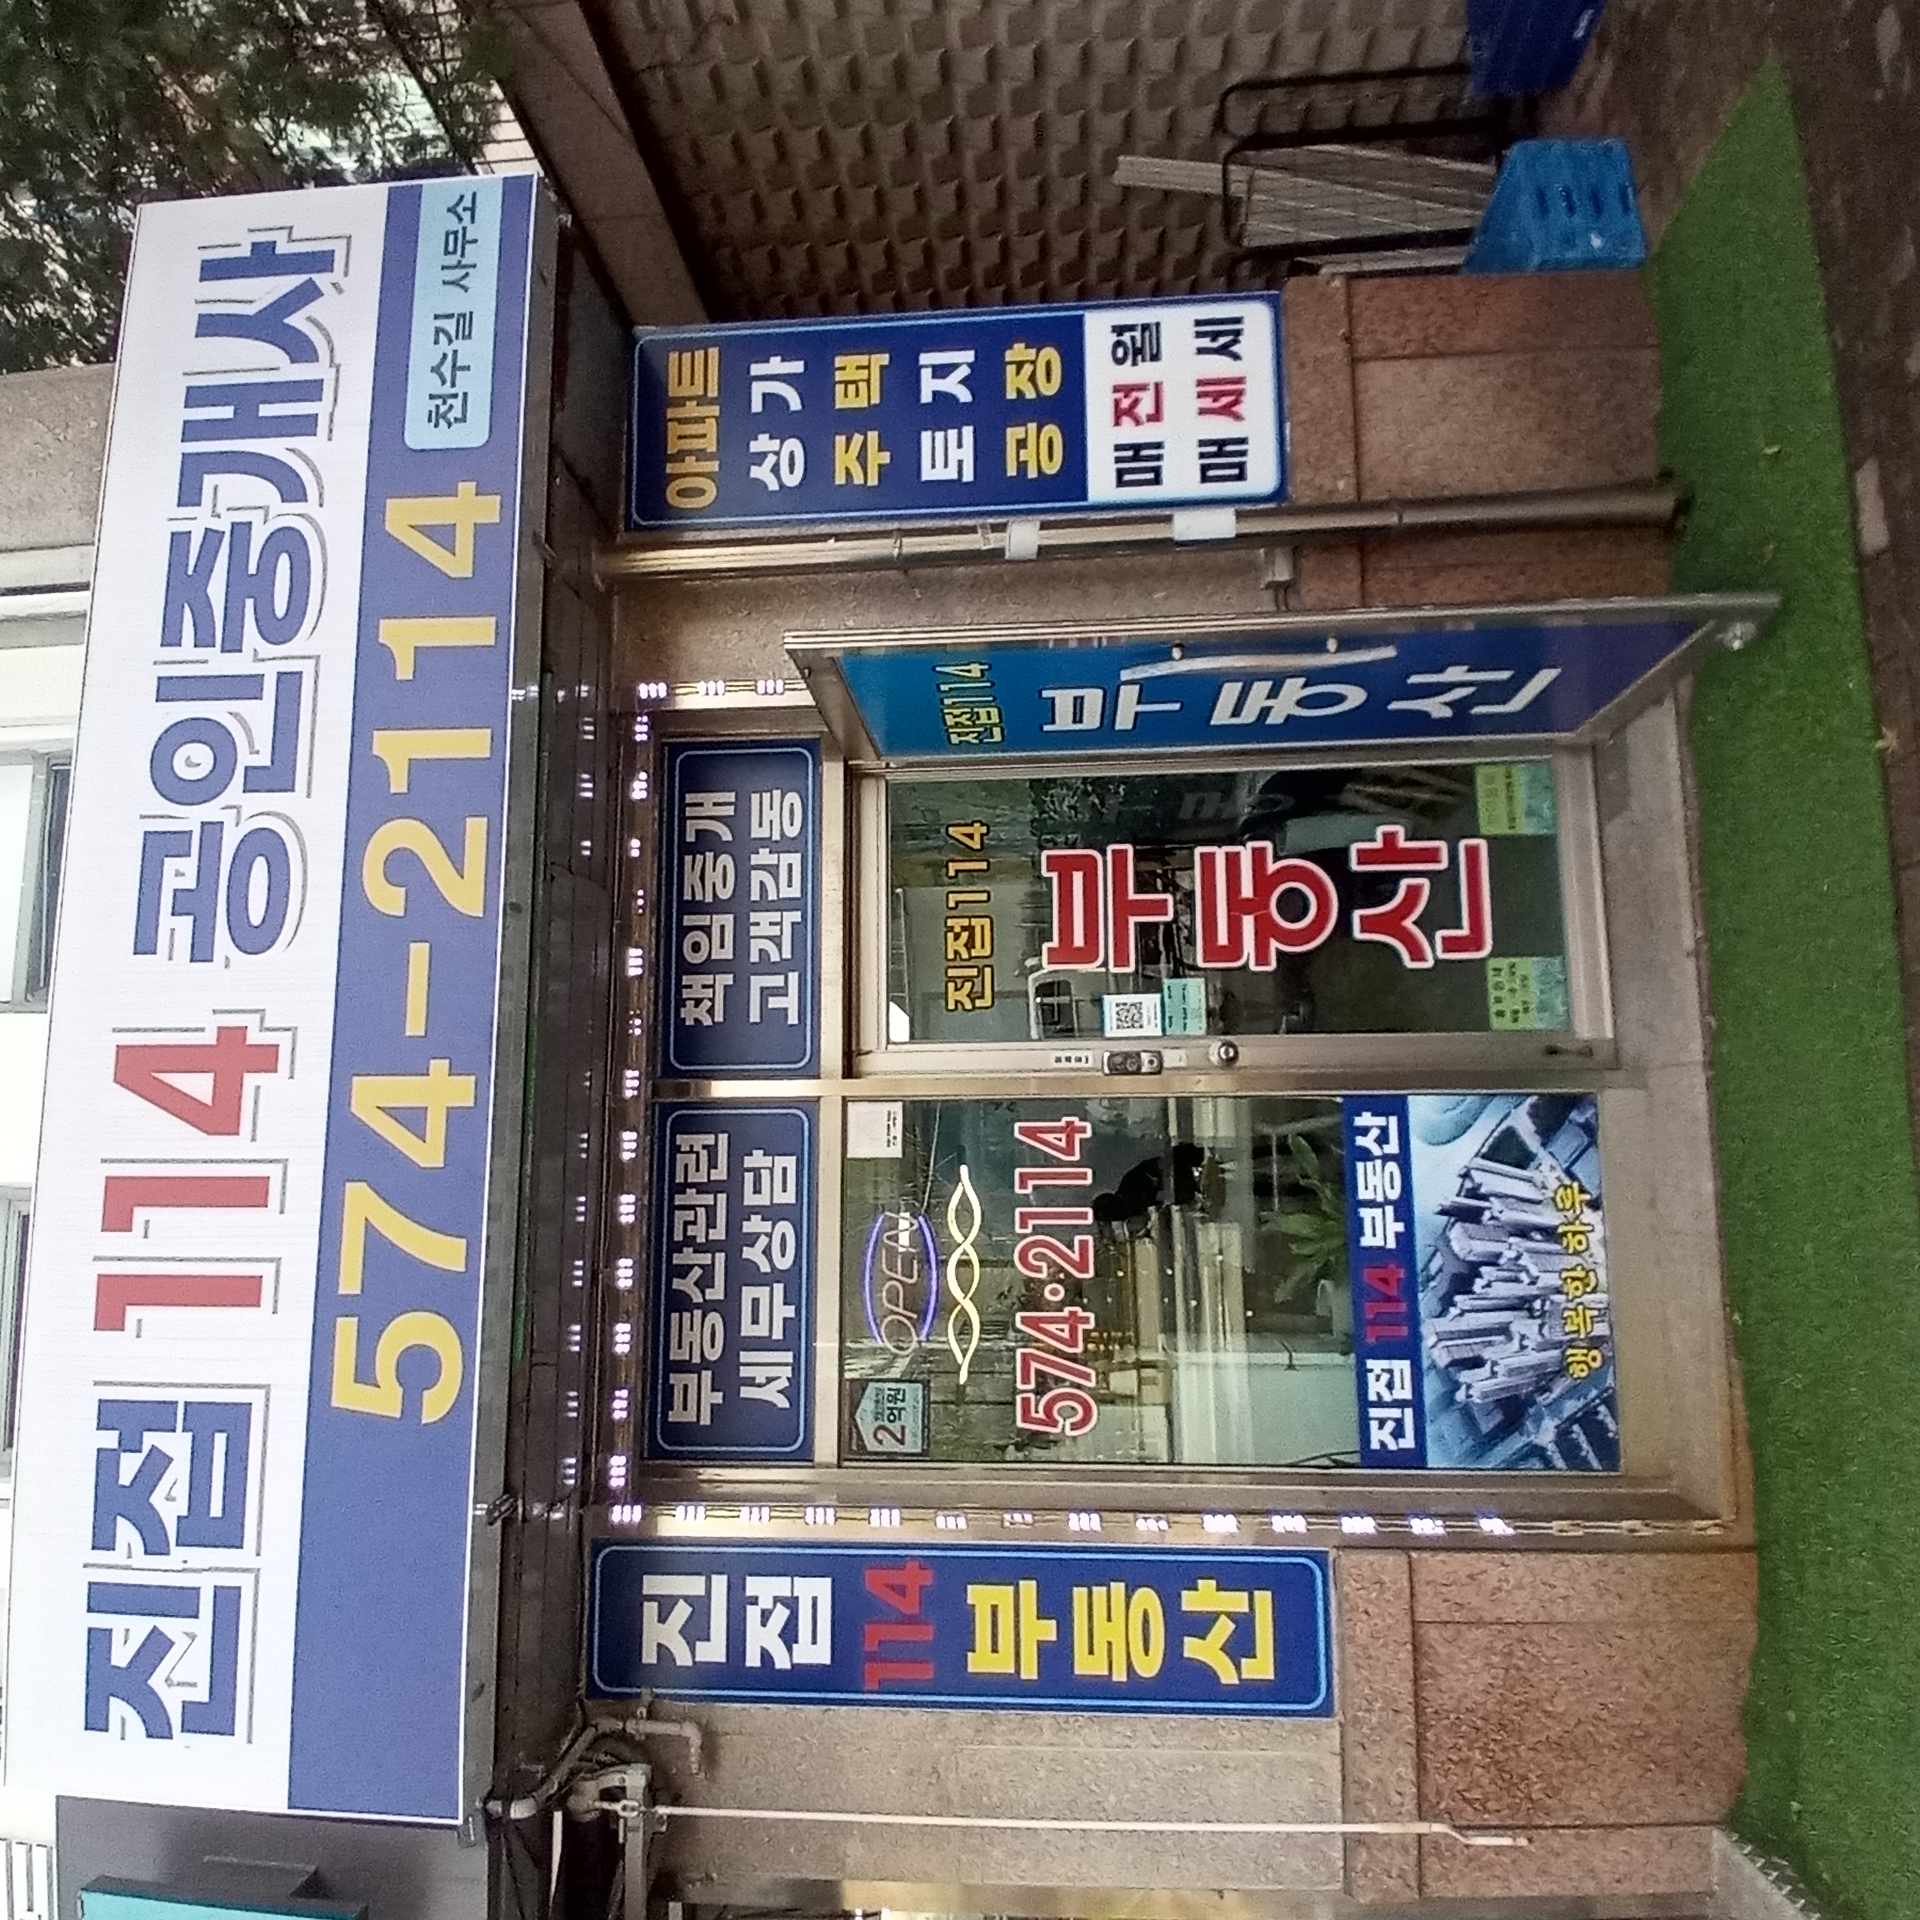 진접114 공인중개사
574-2114
천수길 사무소
진
접
114
부
동
산
부동산관련
세무상담
책임중개
고객감동
2억원
OPEN
574·2114
진접 114 부동산
행복한 하루
진접114
부
동
산
진접114
부
동
산
아파트
상가
주택
토지
공장
매 전 월
매 세 세